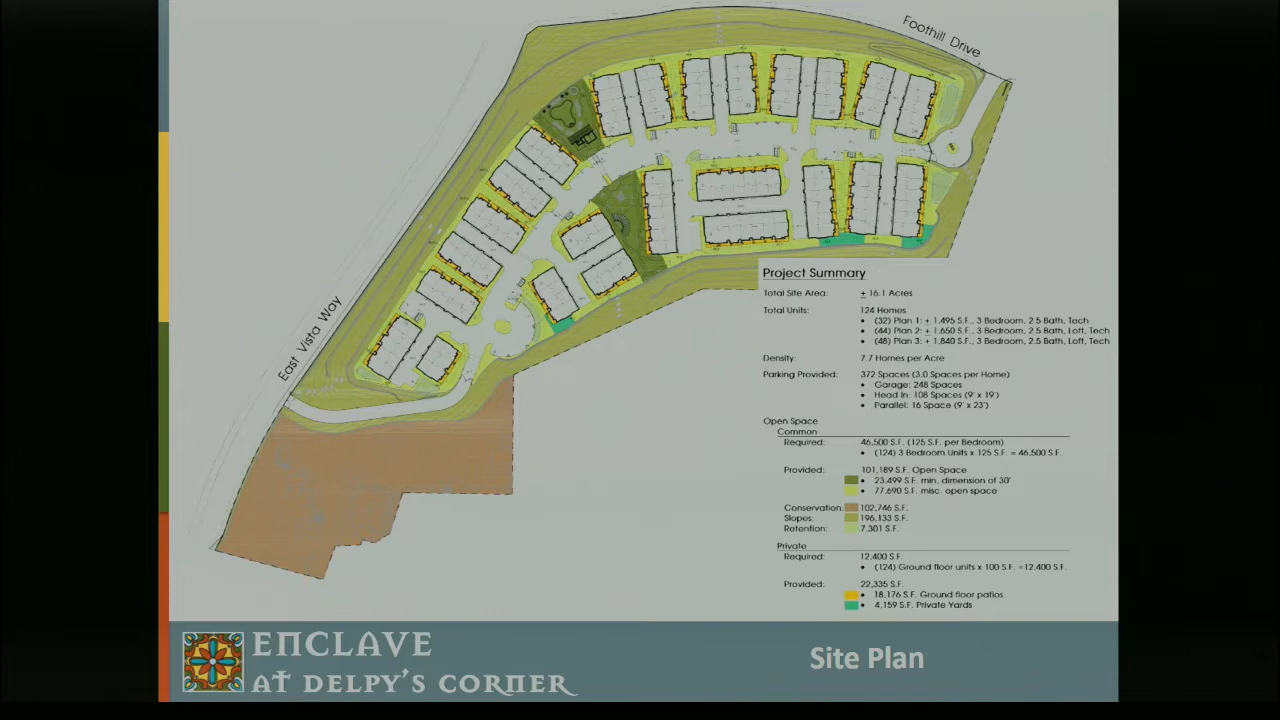 Foothill Drive
East Vista Way
Project Summary
Total Site Area: + 16.1 Acres
Total Units: 124 Homes
• (32) Plan 1: + 1,495 S.F., 3 Bedroom, 2.5 Bath, Tech
• (44) Plan 2: + 1,650 S.F., 3 Bedroom, 2.5 Bath, Loft, Tech
• (48) Plan 3: + 1,840 S.F., 3 Bedroom, 2.5 Bath, Loft, Tech
Density: 7.7 Homes per Acre
Parking Provided: 372 Spaces (3.0 Spaces per Home)
• Garage: 248 Spaces
• Head In: 108 Spaces (9' x 19')
• Parallel: 16 Space (9' x 23')
Open Space
Common
Required: 46,500 S.F. (125 S.F. per Bedroom)
• (124) 3 Bedroom Units x 125 S.F. = 46,500 S.F.
Provided: 101,189 S.F. Open Space
• 23,499 S.F. min. dimension of 30'
• 77,690 S.F. misc. open space
Conservation: 102,746 S.F.
Slopes: 196,133 S.F.
Retention: 7,301 S.F.
Private
Required: 12,400 S.F.
• (124) Ground floor units x 100 S.F. =12,400 S.F.
Provided: 22,335 S.F.
• 18,176 S.F. Ground floor patios
• 4,159 S.F. Private Yards
ENCLAVE
AT DELPY'S CORNER
Site Plan